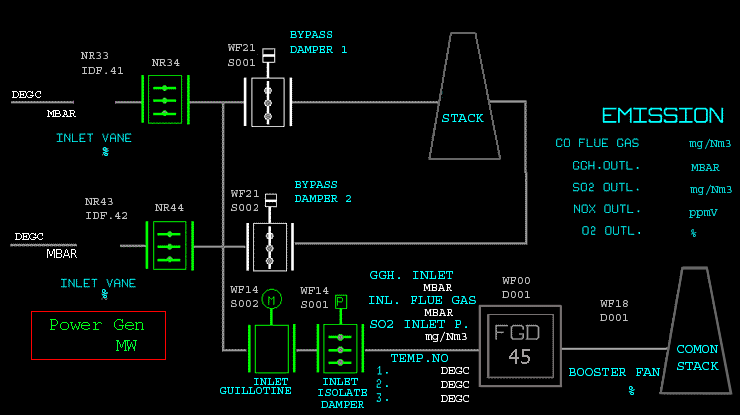 BYPASS
DAMPER 1
WF21
S001
NR33
IDF.41
NR34
DEGC
MBAR
INLET VANE
%
STACK
EMISSION
CO FLUE GAS mg/Nm3
GGH.OUTL. MBAR
SO2 OUTL. mg/Nm3
NOX OUTL. ppmV
O2 OUTL. %
BYPASS
DAMPER 2
WF21
S002
NR43
IDF.42
NR44
DEGC
MBAR
INLET VANE
%
Power Gen
MW
WF14
S002
M
INLET
GUILLOTINE
WF14
S001
P
INLET
ISOLATE
DAMPER
GGH. INLET
MBAR
INL. FLUE GAS
MBAR
SO2 INLET P.
mg/Nm3
TEMP.NO
1. DEGC
2. DEGC
3. DEGC
WF00
D001
FGD
45
WF18
D001
BOOSTER FAN
%
COMON
STACK